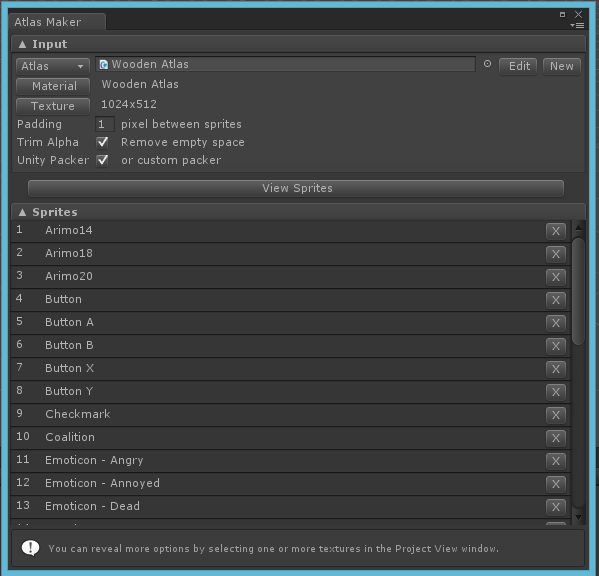 Atlas Maker
▲ Input
Atlas Wooden Atlas Edit New
Material Wooden Atlas
Texture 1024x512
Padding 1 pixel between sprites
Trim Alpha Remove empty space
Unity Packer or custom packer
View Sprites
▲ Sprites
1 Arimo14 X
2 Arimo18 X
3 Arimo20 X
4 Button X
5 Button A X
6 Button B X
7 Button X X
8 Button Y X
9 Checkmark X
10 Coalition X
11 Emoticon - Angry X
12 Emoticon - Annoyed X
13 Emoticon - Dead X
You can reveal more options by selecting one or more textures in the Project View window.